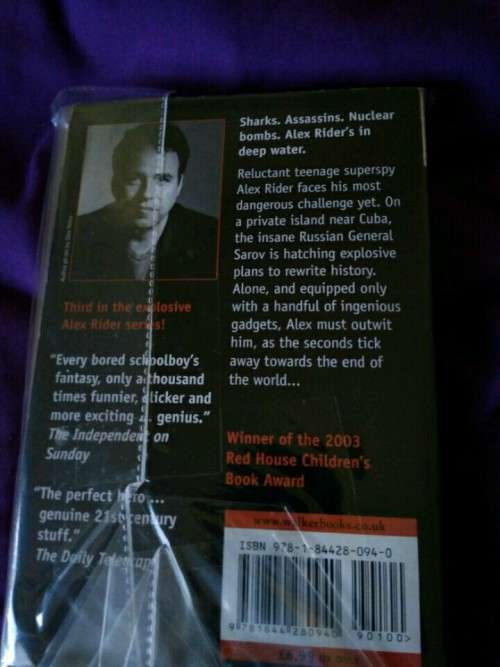 Sharks. Assassins. Nuclear
bombs. Alex Rider's in
deep water.
Reluctant teenage superspy
Alex Rider faces his most
dangerous challenge yet. On
a private island near Cuba,
the insane Russian General
Sarov is hatching explosive
plans to rewrite history.
Alone, and equipped only
with a handful of ingenious
gadgets, Alex must outwit
him, as the seconds tick
away towards the end of
the world...
Third in the explosive
Alex Rider series!
"Every bored schoolboy's
fantasy, only a thousand
times funnier, slicker and
more exciting ... genius."
The Independent on
Sunday
"The perfect hero ...
genuine 21st century
stuff."
The Daily Telegraph
Winner of the 2003
Red House Children's
Book Award
www.walkerbooks.co.uk
ISBN 978-1-84428-094-0
9 781844 280940
90100>
£6.99